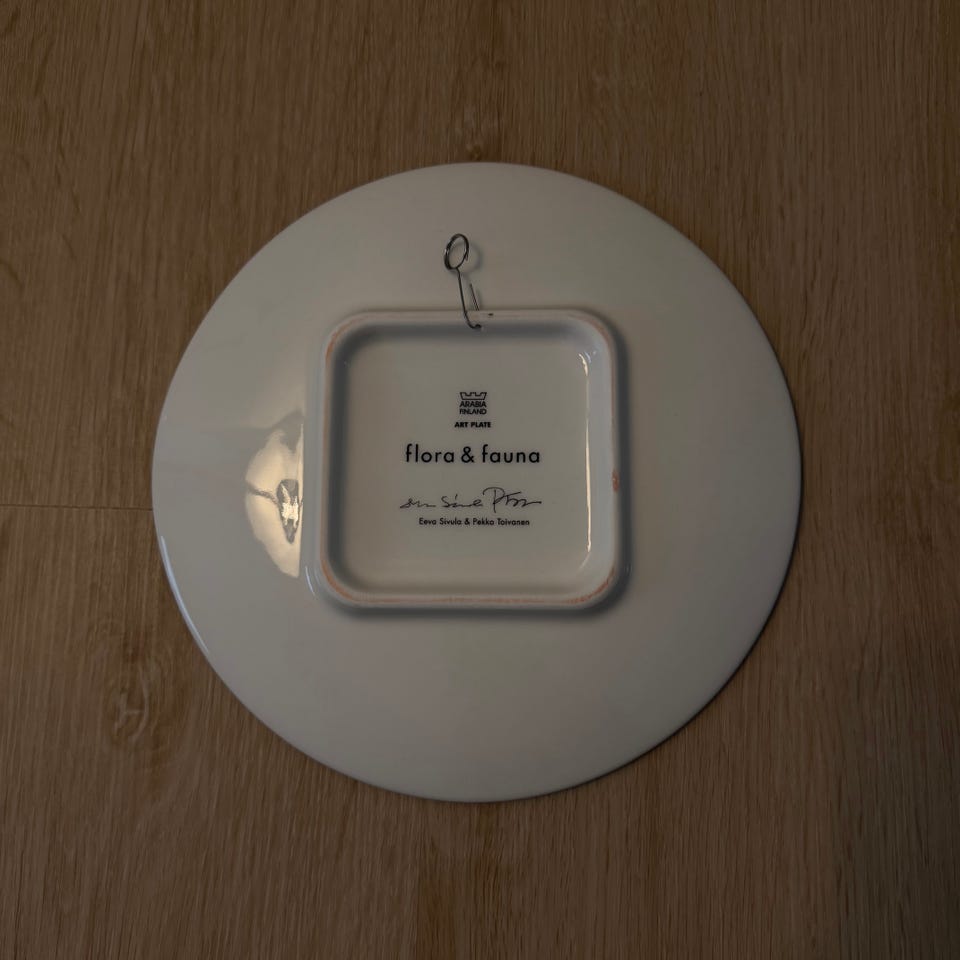 ARABIA
FINLAND
ART PLATE
flora & fauna
Eeva Sivula & Pekka Toivanen